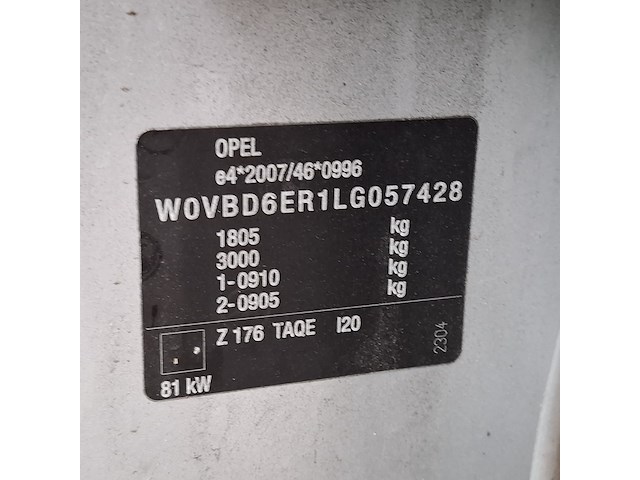 OPEL
e4*2007/46*0996
W0VBD6ER1LG057428
1805 kg
3000 kg
1-0910 kg
2-0905 kg
Z 176 TAQE I20
2304
81 kW